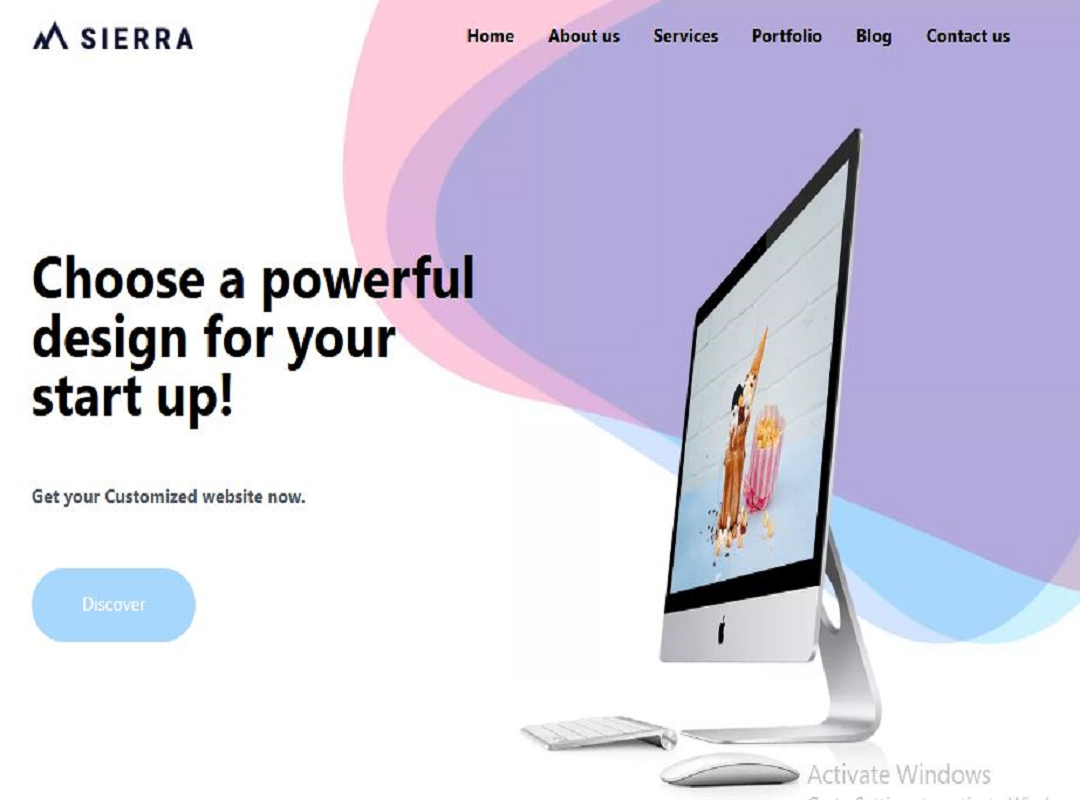 SIERRA
Home About us Services Portfolio Blog Contact us
Choose a powerful
design for your
start up!
Get your Customized website now.
Discover
Activate Windows